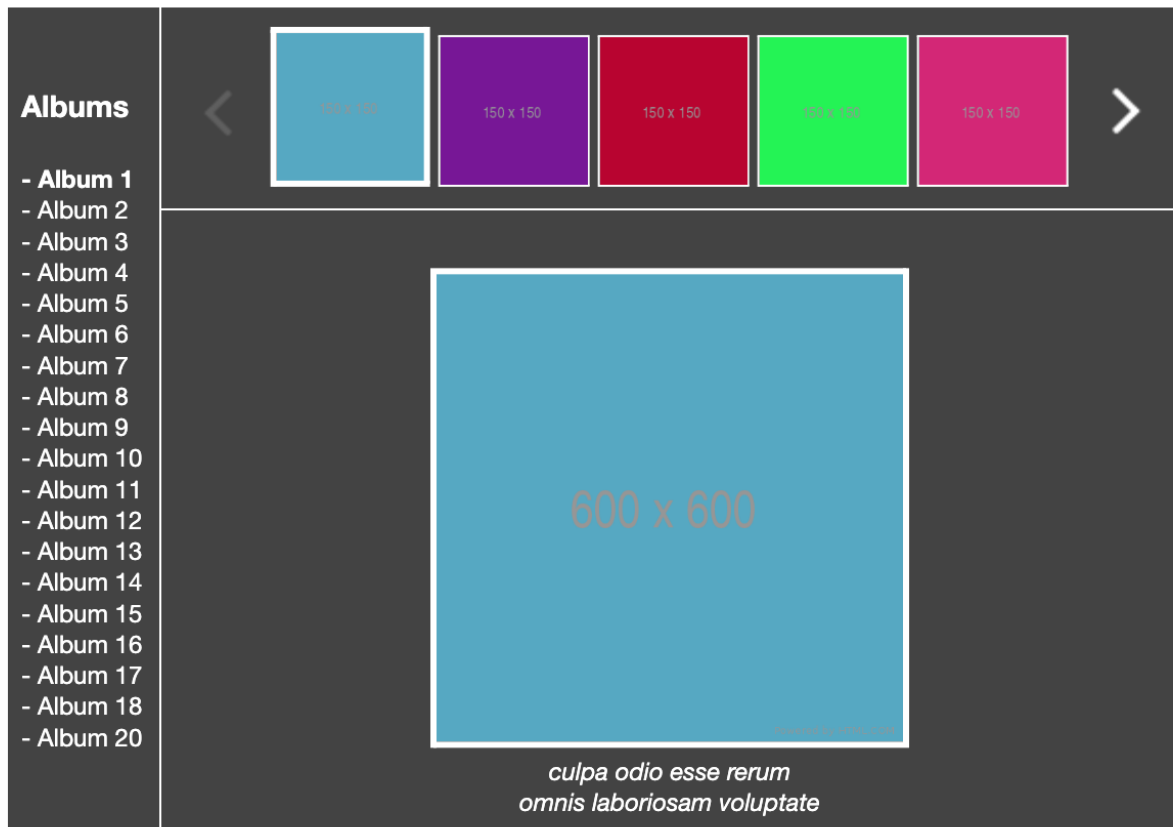 Albums
- Album 1
- Album 2
- Album 3
- Album 4
- Album 5
- Album 6
- Album 7
- Album 8
- Album 9
- Album 10
- Album 11
- Album 12
- Album 13
- Album 14
- Album 15
- Album 16
- Album 17
- Album 18
- Album 20
150 x 150
150 x 150
150 x 150
150 x 150
150 x 150
600 x 600
culpa odio esse rerum
omnis laboriosam voluptate